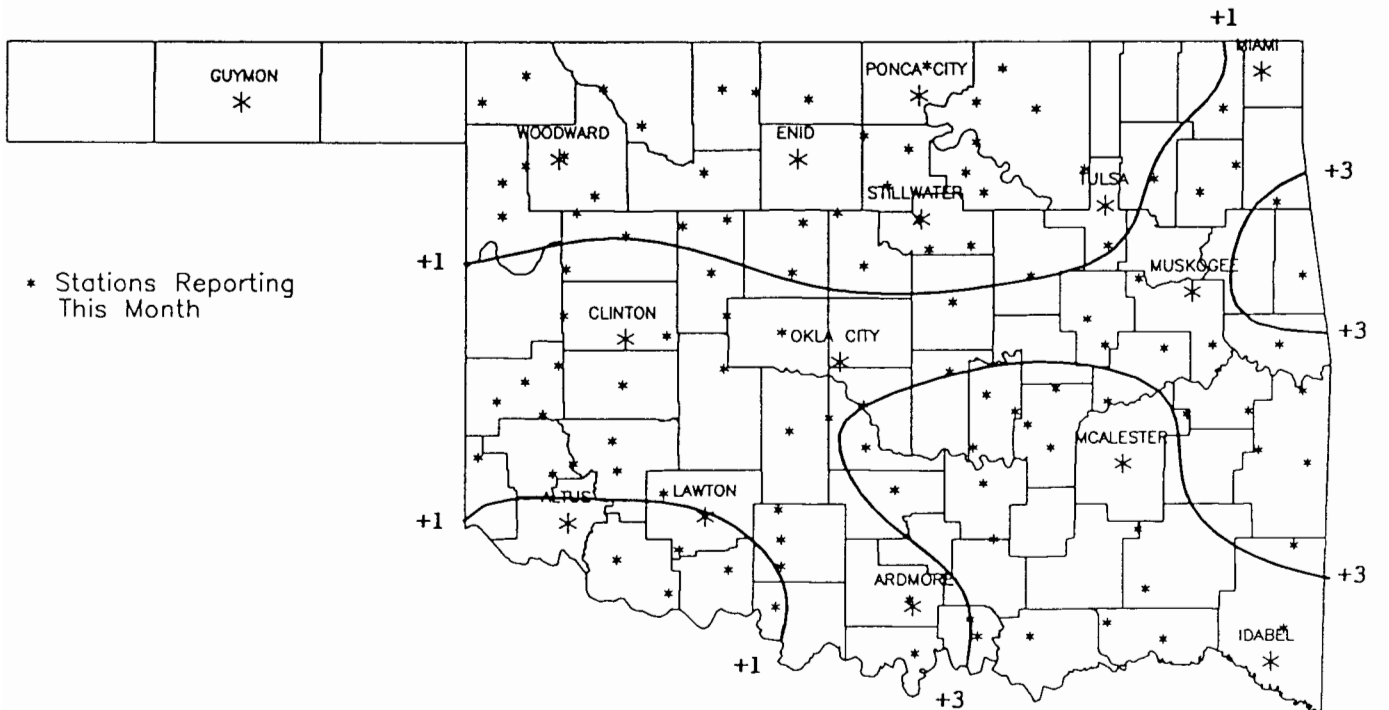 +1
MIAMI
GUYMON
PONCA CITY
WOODWARD
ENID
+3
TULSA
STILLWATER
+1
MUSKOGEE
* Stations Reporting
This Month
CLINTON
+3
OKLA CITY
MCALESTER
ALTUS
LAWTON
+1
+3
ARDMORE
IDABEL
+1
+3